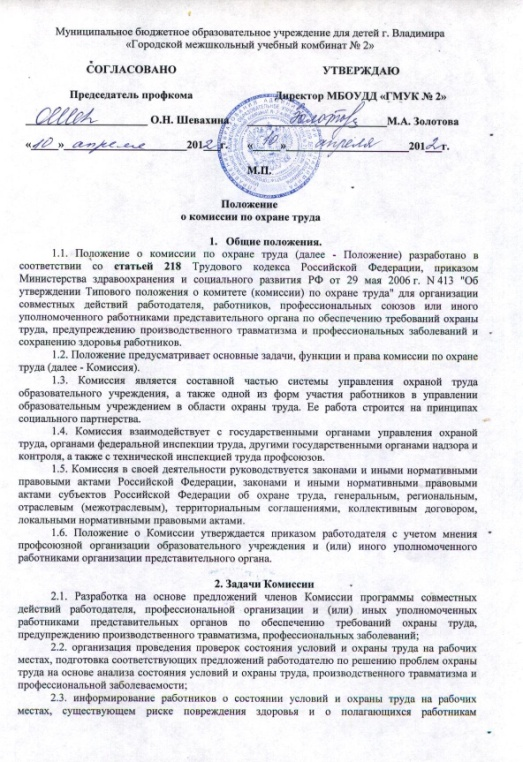 Муниципальное бюджетное образовательное учреждение для детей г. Владимира
«Городской межшкольный учебный комбинат № 2»
СОГЛАСОВАНО УТВЕРЖДАЮ
Председатель профкома Директор МБОУДД «ГМУК № 2»
О.Н. Шевахина Золотова М.А. Золотова
«10» апреля 2012 г. «10» апреля 2012 г.
М.П.
Положение
о комиссии по охране труда
1. Общие положения.
1.1. Положение о комиссии по охране труда (далее - Положение) разработано в
соответствии со статьей 218 Трудового кодекса Российской Федерации, приказом
Министерства здравоохранения и социального развития РФ от 29 мая 2006 г. N 413 "Об
утверждении Типового положения о комитете (комиссии) по охране труда" для организации
совместных действий работодателя, работников, профессиональных союзов или иного
уполномоченного работниками представительного органа по обеспечению требований охраны
труда, предупреждению производственного травматизма и профессиональных заболеваний и
сохранению здоровья работников.
1.2. Положение предусматривает основные задачи, функции и права комиссии по охране
труда (далее - Комиссия).
1.3. Комиссия является составной частью системы управления охраной труда
образовательного учреждения, а также одной из форм участия работников в управлении
образовательным учреждением в области охраны труда. Ее работа строится на принципах
социального партнерства.
1.4. Комиссия взаимодействует с государственными органами управления охраной
труда, органами федеральной инспекции труда, другими государственными органами надзора и
контроля, а также с технической инспекцией труда профсоюзов.
1.5. Комиссия в своей деятельности руководствуется законами и иными нормативными
правовыми актами Российской Федерации, законами и иными нормативными правовыми
актами субъектов Российской Федерации об охране труда, генеральным, региональным,
отраслевым (межотраслевым), территориальным соглашениями, коллективным договором,
локальными нормативными правовыми актами.
1.6. Положение о Комиссии утверждается приказом работодателя с учетом мнения
профсоюзной организации образовательного учреждения и (или) иного уполномоченного
работниками организации представительного органа.
2. Задачи Комиссии
2.1. Разработка на основе предложений членов Комиссии программы совместных
действий работодателя, профессиональной организации и (или) иных уполномоченных
работниками представительных органов по обеспечению требований охраны труда,
предупреждению производственного травматизма, профессиональных заболеваний;
2.2. организация проведения проверок состояния условий и охраны труда на рабочих
местах, подготовка соответствующих предложений работодателю по решению проблем охраны
труда на основе анализа состояния условий и охраны труда, производственного травматизма и
профессиональной заболеваемости;
2.3. информирование работников о состоянии условий и охраны труда на рабочих
местах, существующем риске повреждения здоровья и о полагающихся работникам